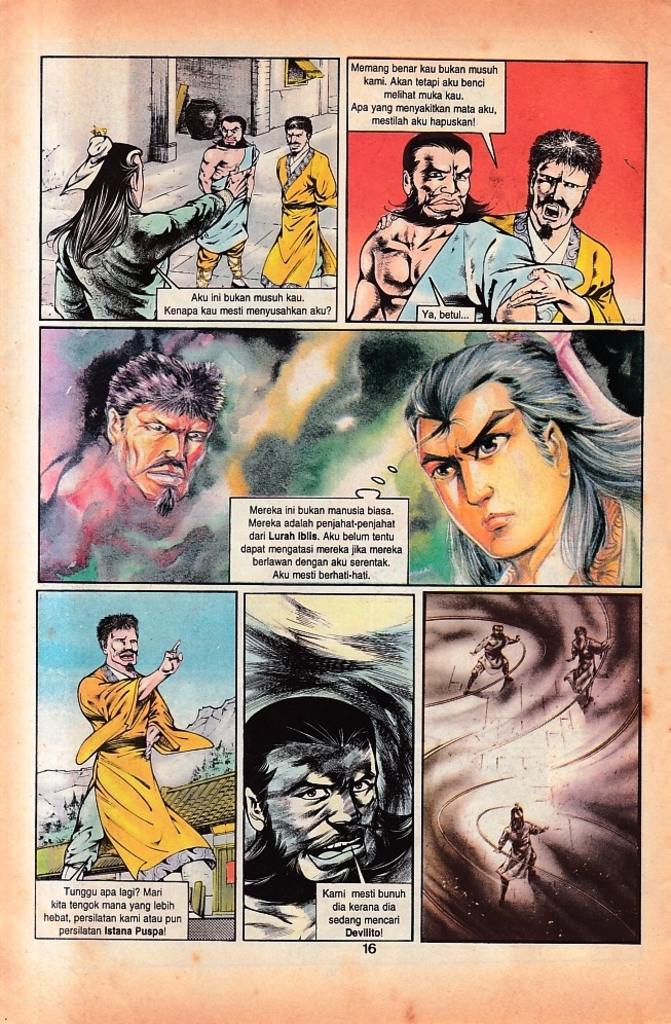 Aku ini bukan musuh kau.
Kenapa kau mesti menyusahkan aku?
Memang benar kau bukan musuh
kami. Akan tetapi aku benci
melihat muka kau.
Apa yang menyakitkan mata aku,
mestilah aku hapuskan!
Ya, betul...
Mereka ini bukan manusia biasa.
Mereka adalah penjahat-penjahat
dari Lurah Iblis. Aku belum tentu
dapat mengatasi mereka jika mereka
berlawan dengan aku serentak.
Aku mesti berhati-hati.
Tunggu apa lagi? Mari
kita tengok mana yang lebih
hebat, persilatan kami atau pun
persilatan Istana Puspa!
Kami mesti bunuh
dia kerana dia
sedang mencari
Devilito!
16